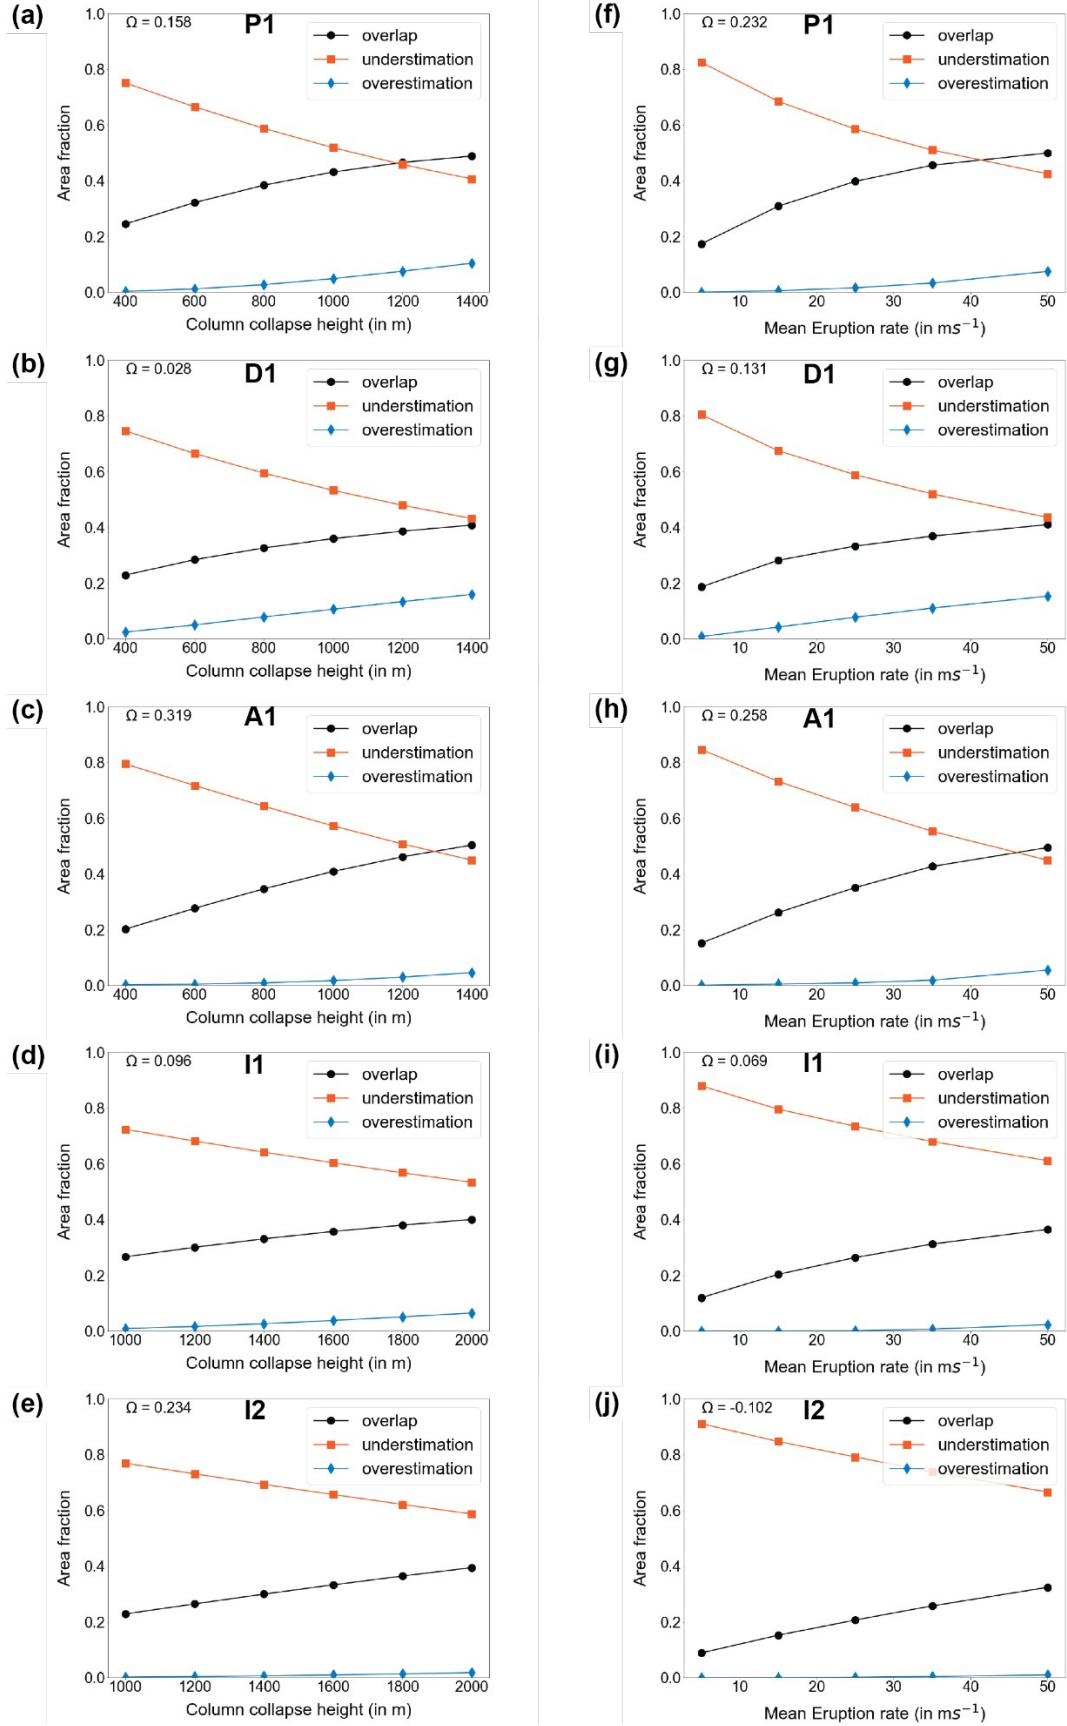 (a)
Ω = 0.158
P1
overlap
understimation
overestimation
1.0
0.8
0.6
0.4
0.2
0.0
Area fraction
400 600 800 1000 1200 1400
Column collapse height (in m)
(f)
Ω = 0.232
P1
overlap
understimation
overestimation
1.0
0.8
0.6
0.4
0.2
0.0
Area fraction
10 20 30 40 50
Mean Eruption rate (in ms⁻¹)
(b)
Ω = 0.028
D1
overlap
understimation
overestimation
1.0
0.8
0.6
0.4
0.2
0.0
Area fraction
400 600 800 1000 1200 1400
Column collapse height (in m)
(g)
Ω = 0.131
D1
overlap
understimation
overestimation
1.0
0.8
0.6
0.4
0.2
0.0
Area fraction
10 20 30 40 50
Mean Eruption rate (in ms⁻¹)
(c)
Ω = 0.319
A1
overlap
understimation
overestimation
1.0
0.8
0.6
0.4
0.2
0.0
Area fraction
400 600 800 1000 1200 1400
Column collapse height (in m)
(h)
Ω = 0.258
A1
overlap
understimation
overestimation
1.0
0.8
0.6
0.4
0.2
0.0
Area fraction
10 20 30 40 50
Mean Eruption rate (in ms⁻¹)
(d)
Ω = 0.096
I1
overlap
understimation
overestimation
1.0
0.8
0.6
0.4
0.2
0.0
Area fraction
1000 1200 1400 1600 1800 2000
Column collapse height (in m)
(i)
Ω = 0.069
I1
overlap
understimation
overestimation
1.0
0.8
0.6
0.4
0.2
0.0
Area fraction
10 20 30 40 50
Mean Eruption rate (in ms⁻¹)
(e)
Ω = 0.234
I2
overlap
understimation
overestimation
1.0
0.8
0.6
0.4
0.2
0.0
Area fraction
1000 1200 1400 1600 1800 2000
Column collapse height (in m)
(j)
Ω = -0.102
I2
overlap
understimation
overestimation
1.0
0.8
0.6
0.4
0.2
0.0
Area fraction
10 20 30 40 50
Mean Eruption rate (in ms⁻¹)